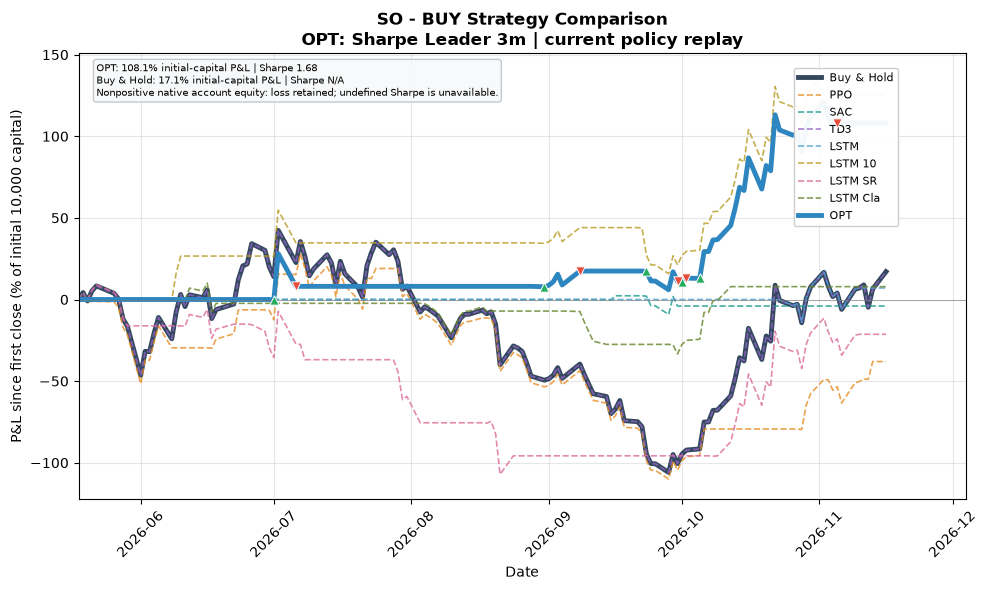 SO - BUY Strategy Comparison
OPT: Sharpe Leader 3m | current policy replay
OPT: 108.1% initial-capital P&L | Sharpe 1.68
Buy & Hold: 17.1% initial-capital P&L | Sharpe N/A
Nonpositive native account equity: loss retained; undefined Sharpe is unavailable.
Buy & Hold
PPO
SAC
TD3
LSTM
LSTM 10
LSTM SR
LSTM Cla
OPT
P&L since first close (% of initial 10,000 capital)
150
100
50
0
−50
−100
2026-06
2026-07
2026-08
2026-09
2026-10
2026-11
2026-12
Date